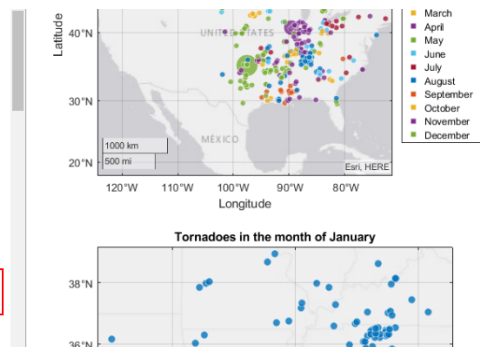 Latitude
40°N
30°N
20°N
UNITED STATES
MÉXICO
1000 km
500 mi
Esri, HERE
120°W 110°W 100°W 90°W 80°W
Longitude
March
April
May
June
July
August
September
October
November
December
Tornadoes in the month of January
38°N
36°N